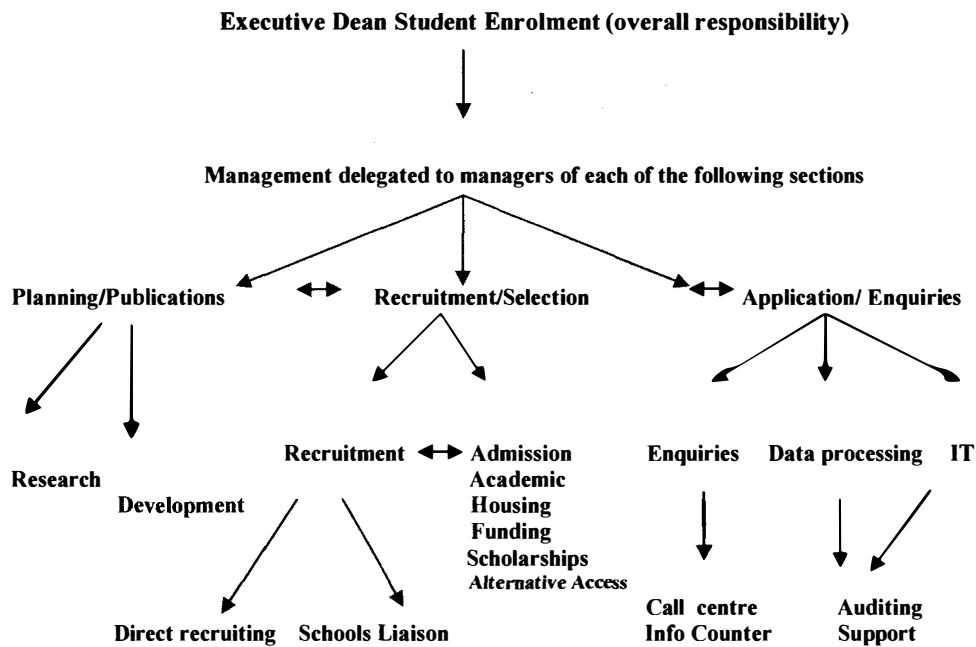 Executive Dean Student Enrolment (overall responsibility)
Management delegated to managers of each of the following sections
Planning/Publications
Recruitment/Selection
Application/ Enquiries
Research
Development
Recruitment
Admission
Academic
Housing
Funding
Scholarships
Alternative Access
Enquiries
Data processing
IT
Direct recruiting
Schools Liaison
Call centre
Info Counter
Auditing
Support